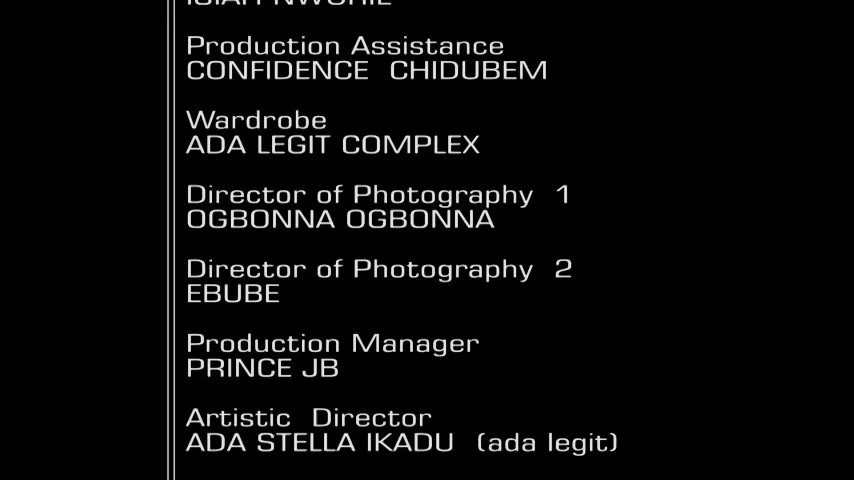 Production Assistance
CONFIDENCE CHIDUBEM
Wardrobe
ADA LEGIT COMPLEX
Director of Photography 1
OGBONNA OGBONNA
Director of Photography 2
EBUBE
Production Manager
PRINCE JB
Artistic Director
ADA STELLA IKADU (ada legit)